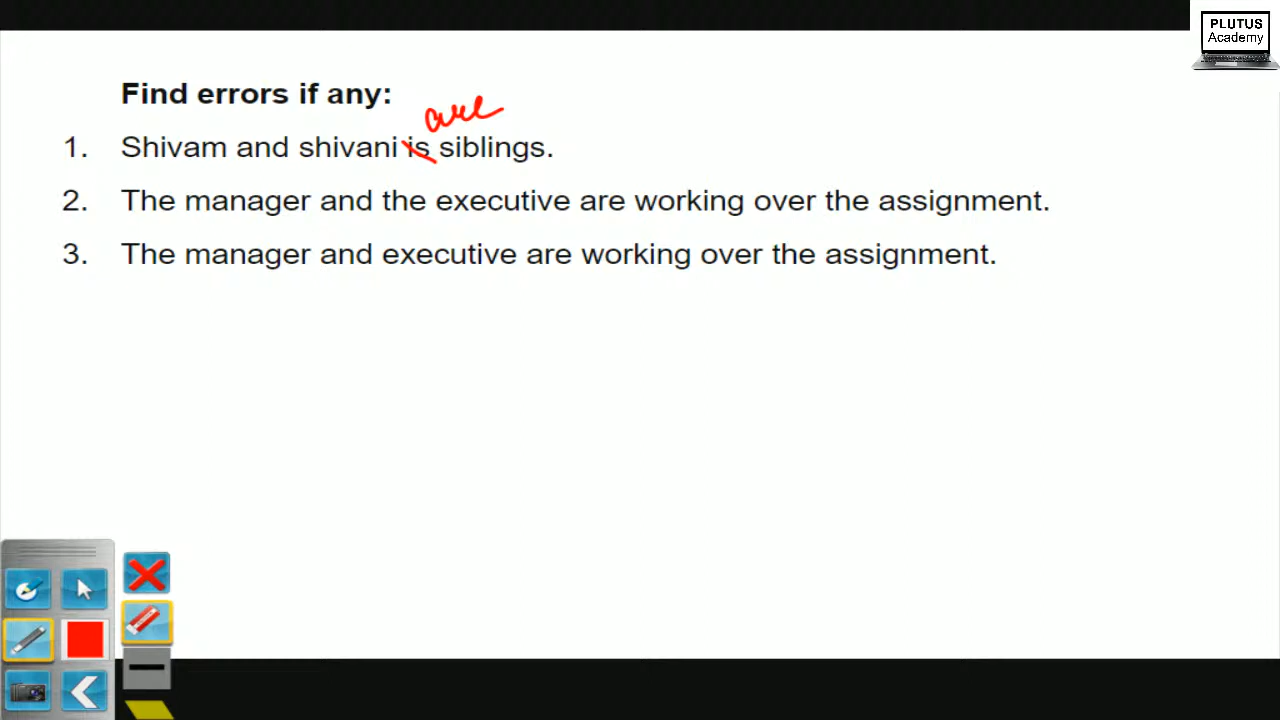 PLUTUS
Academy
Find errors if any:
are
1. Shivam and shivani is siblings.
2. The manager and the executive are working over the assignment.
3. The manager and executive are working over the assignment.